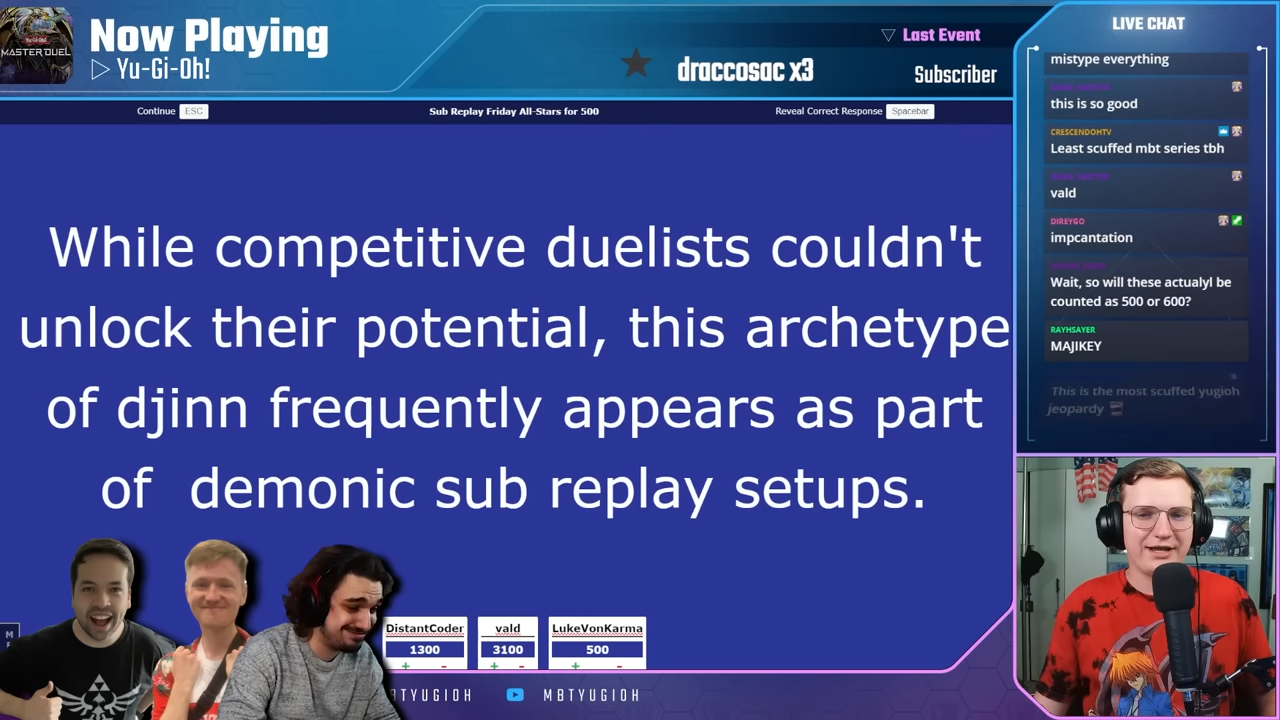 MASTER DUEL
Now Playing
Yu-Gi-Oh!
Last Event
draccosac x3
Subscriber
Continue ESC
Sub Replay Friday All-Stars for 500
Reveal Correct Response Spacebar
While competitive duelists couldn't
unlock their potential, this archetype
of djinn frequently appears as part
of demonic sub replay setups.
DistantCoder
1300
+ -
vald
3100
+ -
LukeVonKarma
500
+ -
BTYUGIOH
MBTYUGIOH
LIVE CHAT
mistype everything
this is so good
CRESCENDOHTV
Least scuffed mbt series tbh
vald
DIREYGO
impcantation
Wait, so will these actualyl be
counted as 500 or 600?
RAYHSAYER
MAJIKEY
This is the most scuffed yugioh
jeopardy